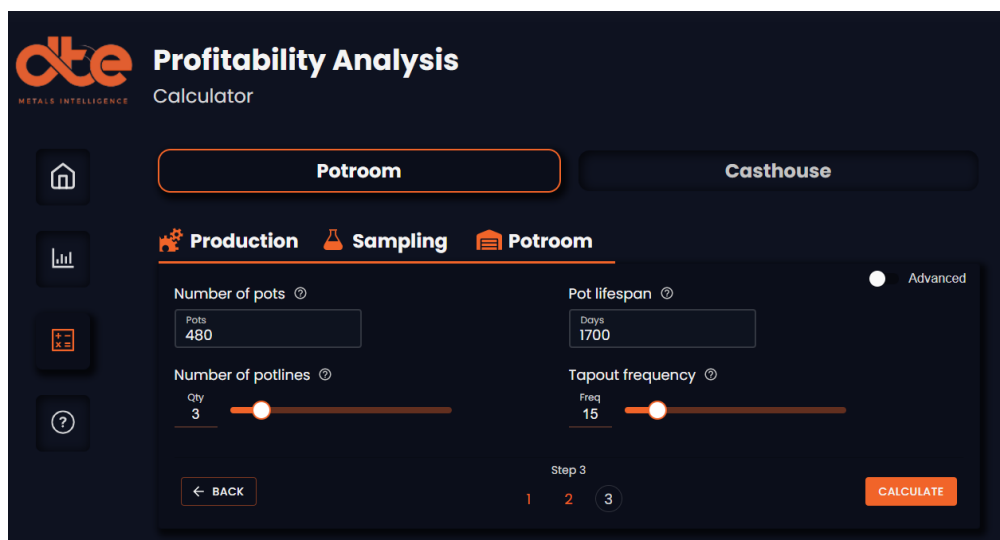 dte
METALS INTELLIGENCE
Profitability Analysis
Calculator
Potroom
Casthouse
Production
Sampling
Potroom
Advanced
Number of pots
Pots
480
Pot lifespan
Days
1700
Number of potlines
Qty
3
Tapout frequency
Freq
15
Step 3
← BACK
1 2 3
CALCULATE